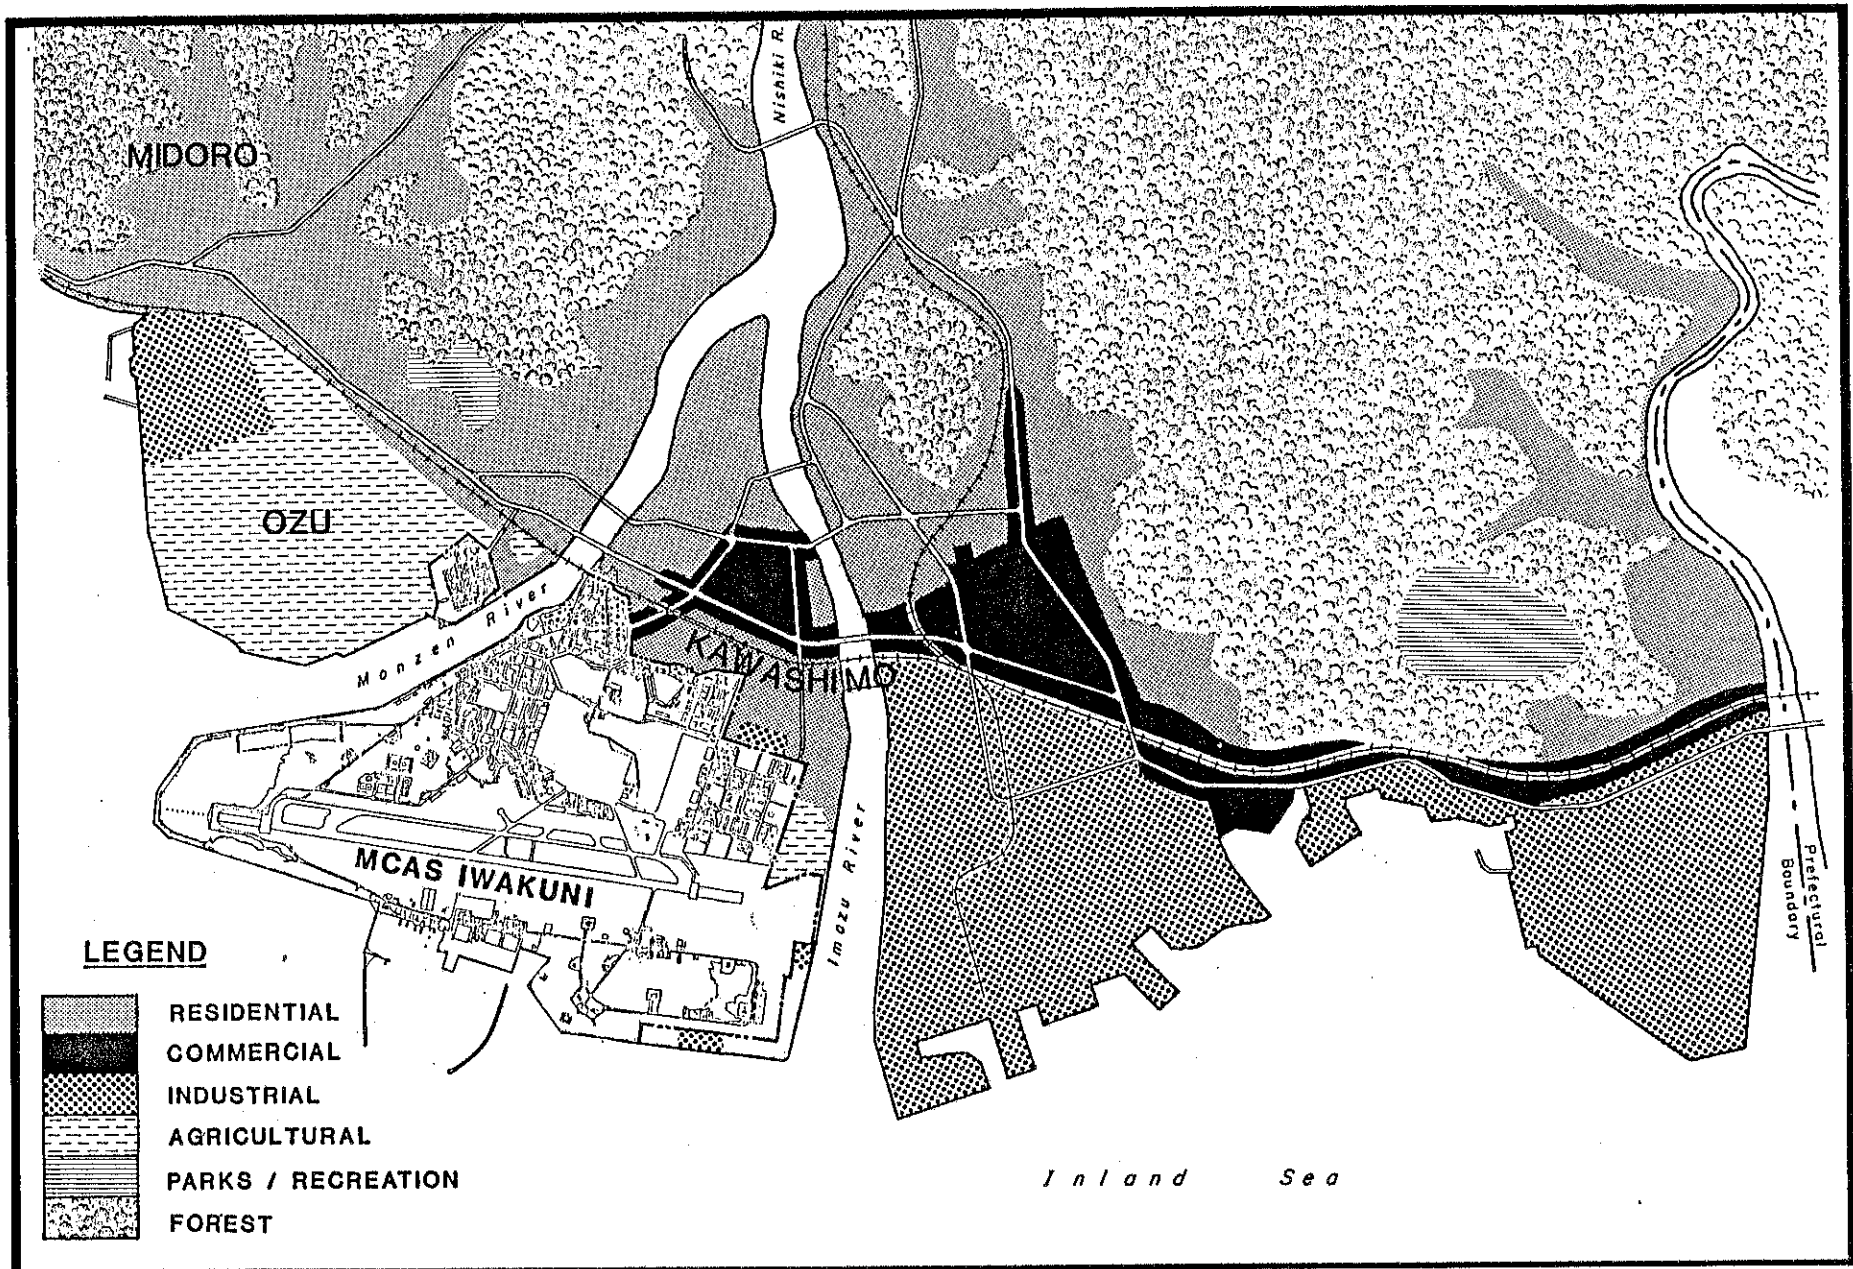 Nishiki R.
MIDORO
OZU
Monzen River
KAWASHIMO
MCAS IWAKUNI
Imazu River
Prefectural
Boundary
LEGEND
RESIDENTIAL
COMMERCIAL
INDUSTRIAL
AGRICULTURAL
PARKS / RECREATION
FOREST
Inland Sea